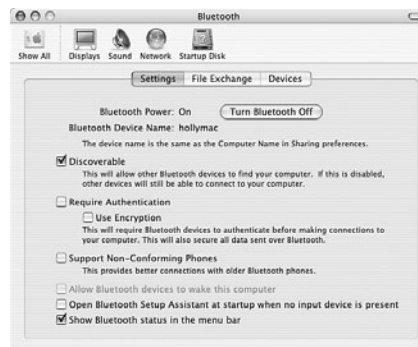 Bluetooth
Show All Displays Sound Network Startup Disk
Settings File Exchange Devices
Bluetooth Power: On Turn Bluetooth Off
Bluetooth Device Name: hollymac
The device name is the same as the Computer Name in Sharing preferences.
Discoverable
This will allow other Bluetooth devices to find your computer. If this is disabled,
other devices will still be able to connect to your computer.
Require Authentication
Use Encryption
This will require Bluetooth devices to authenticate before making connections to
your computer. This will also secure all data sent over Bluetooth.
Support Non-Conforming Phones
This provides better connections with older Bluetooth phones.
Allow Bluetooth devices to wake this computer
Open Bluetooth Setup Assistant at startup when no input device is present
Show Bluetooth status in the menu bar